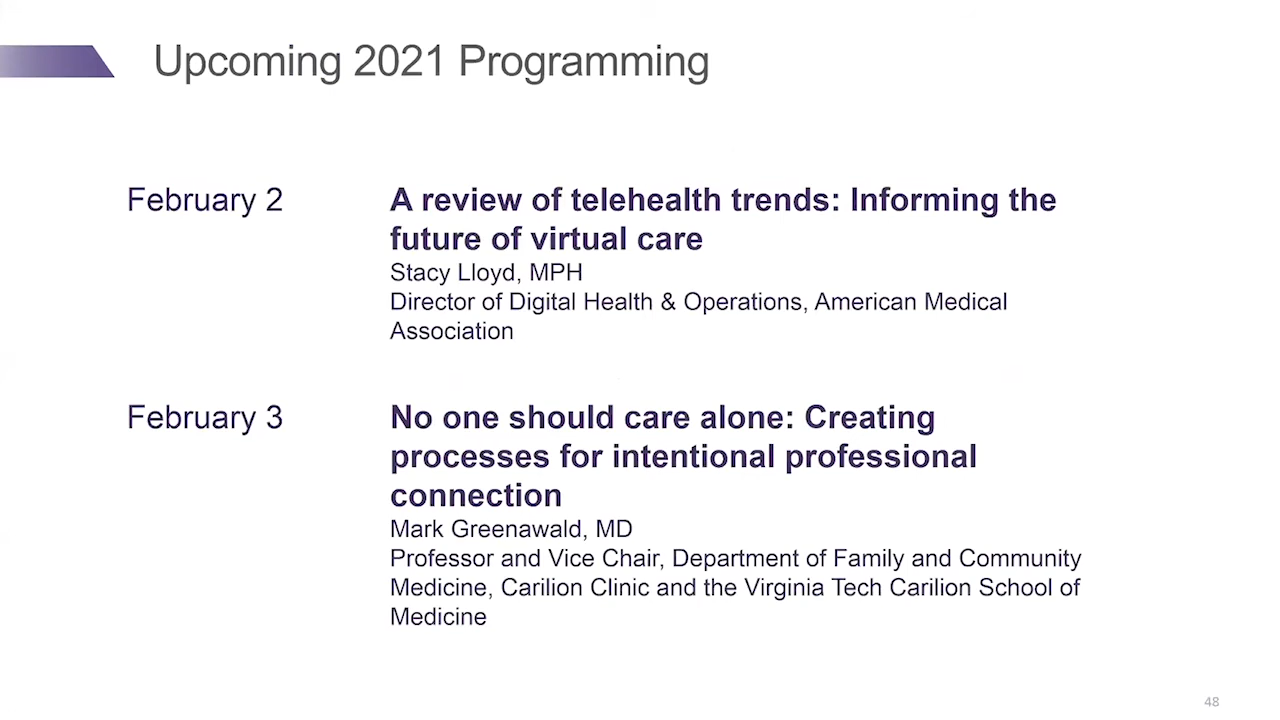 Upcoming 2021 Programming
February 2
A review of telehealth trends: Informing the
future of virtual care
Stacy Lloyd, MPH
Director of Digital Health & Operations, American Medical
Association
February 3
No one should care alone: Creating
processes for intentional professional
connection
Mark Greenawald, MD
Professor and Vice Chair, Department of Family and Community
Medicine, Carilion Clinic and the Virginia Tech Carilion School of
Medicine
48